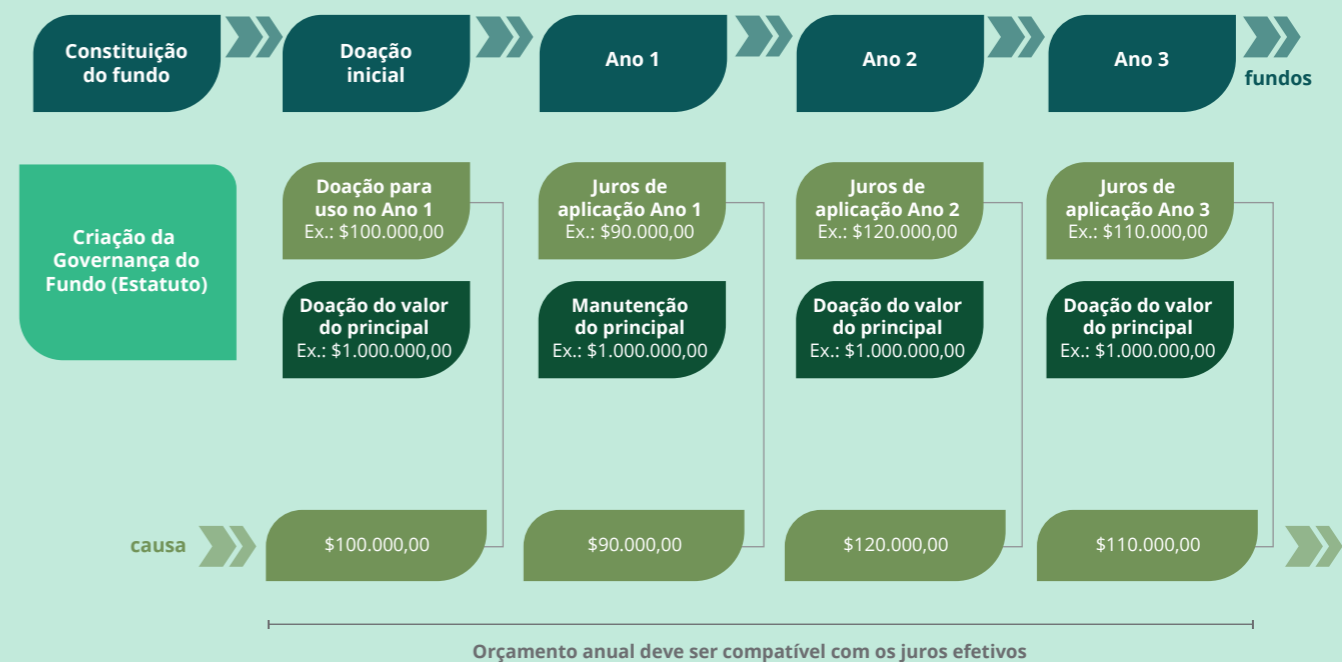 Constituição
do fundo
Doação
inicial
Ano 1
Ano 2
Ano 3
fundos
Criação da
Governança do
Fundo (Estatuto)
Doação para
uso no Ano 1
Ex.: $100.000,00
Juros de
aplicação Ano 1
Ex.: $90.000,00
Juros de
aplicação Ano 2
Ex.: $120.000,00
Juros de
aplicação Ano 3
Ex.: $110.000,00
Doação do valor
do principal
Ex.: $1.000.000,00
Manutenção
do principal
Ex.: $1.000.000,00
Doação do valor
do principal
Ex.: $1.000.000,00
Doação do valor
do principal
Ex.: $1.000.000,00
causa
$100.000,00
$90.000,00
$120.000,00
$110.000,00
Orçamento anual deve ser compatível com os juros efetivos